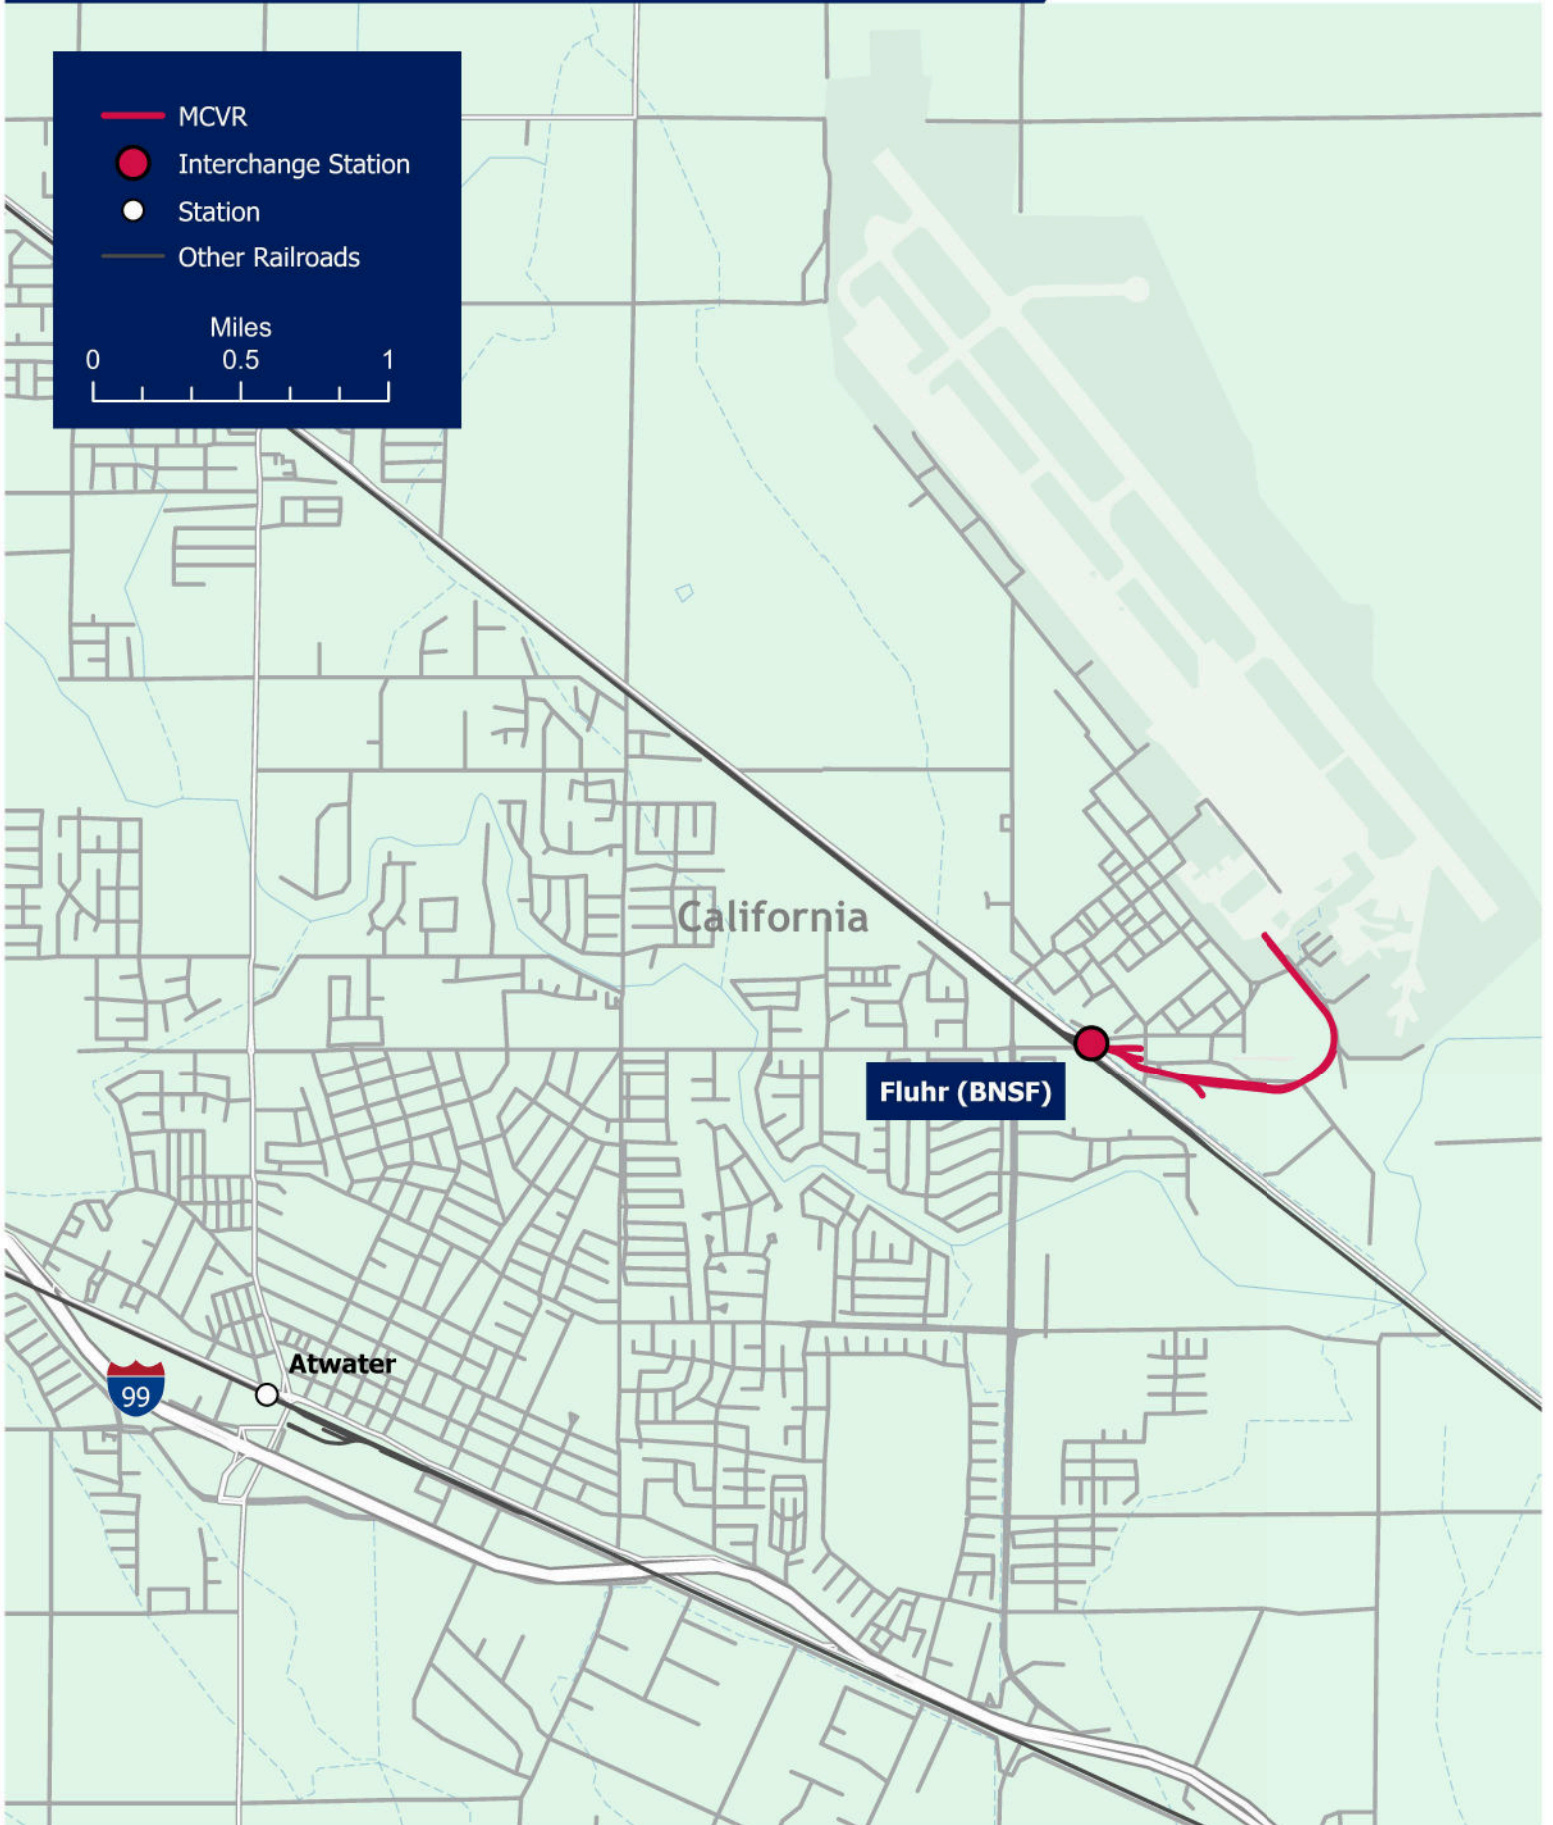 MCVR
Interchange Station
Station
Other Railroads
Miles
0 0.5 1
California
Fluhr (BNSF)
Atwater
99